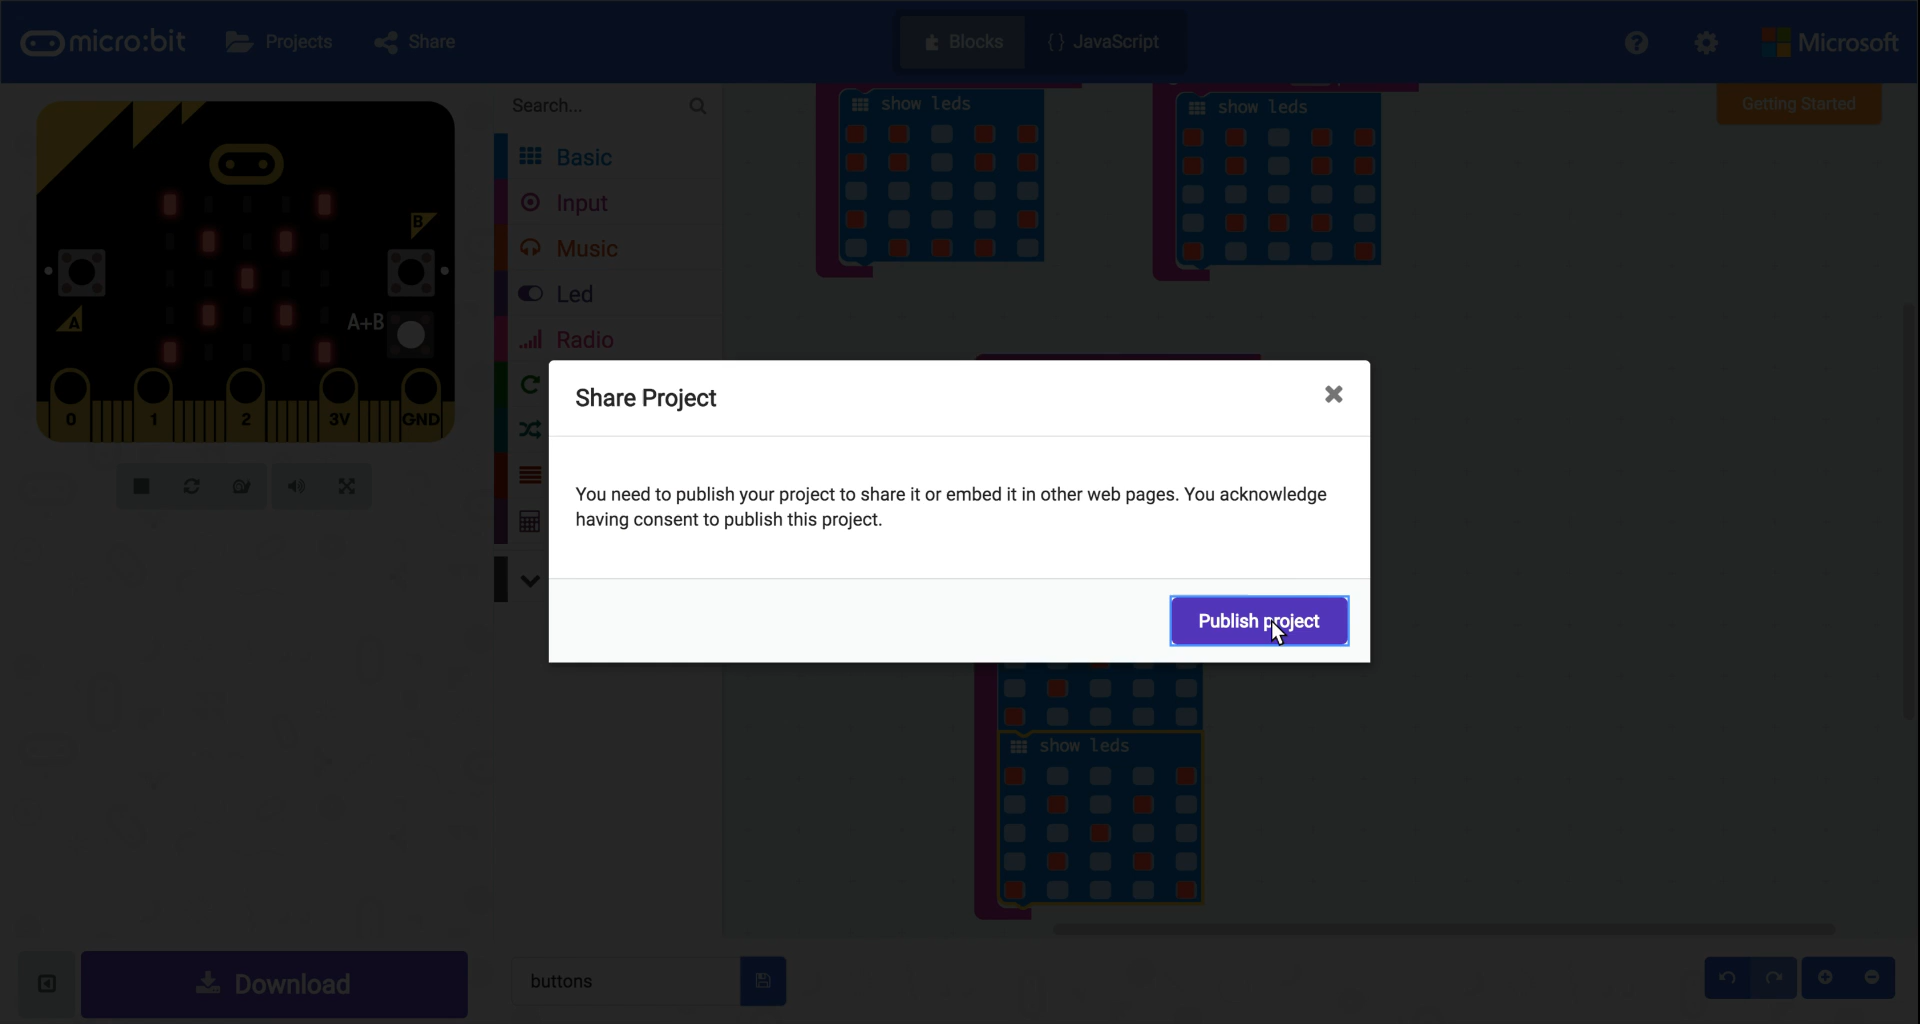 micro:bit
Projects
Share
Blocks
{} JavaScript
Microsoft
Search...
Getting Started
Basic
Input
Music
Led
Radio
show leds
show leds
B
A
A+B
0
1
2
3V
GND
Share Project
You need to publish your project to share it or embed it in other web pages. You acknowledge
having consent to publish this project.
Publish project
show leds
Download
buttons